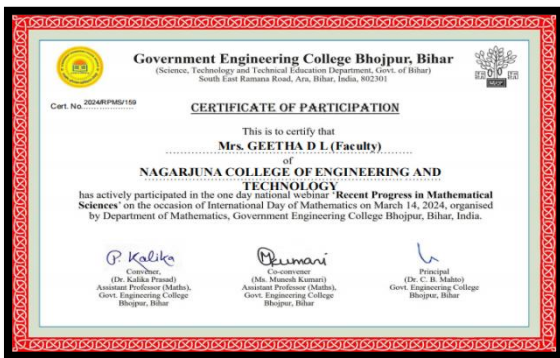 Government Engineering College Bhojpur, Bihar
(Science, Technology and Technical Education Department, Govt. of Bihar)
South East Ramana Road, Ara, Bihar, India, 802301
Cert. No. 2024/RPMS/159
CERTIFICATE OF PARTICIPATION
This is to certify that
Mrs. GEETHA D L (Faculty)
of
NAGARJUNA COLLEGE OF ENGINEERING AND
TECHNOLOGY
has actively participated in the one day national webinar 'Recent Progress in Mathematical
Sciences' on the occasion of International Day of Mathematics on March 14, 2024, organised
by Department of Mathematics, Government Engineering College Bhojpur, Bihar, India.
P. Kalika
Convener,
(Dr. Kalika Prasad)
Assistant Professor (Maths),
Govt. Engineering College
Bhojpur, Bihar
Mkumari
Co-convener
(Ms. Munesh Kumari)
Assistant Professor (Maths),
Govt. Engineering College
Bhojpur, Bihar
Principal
(Dr. C. B. Mahto)
Govt. Engineering College
Bhojpur, Bihar